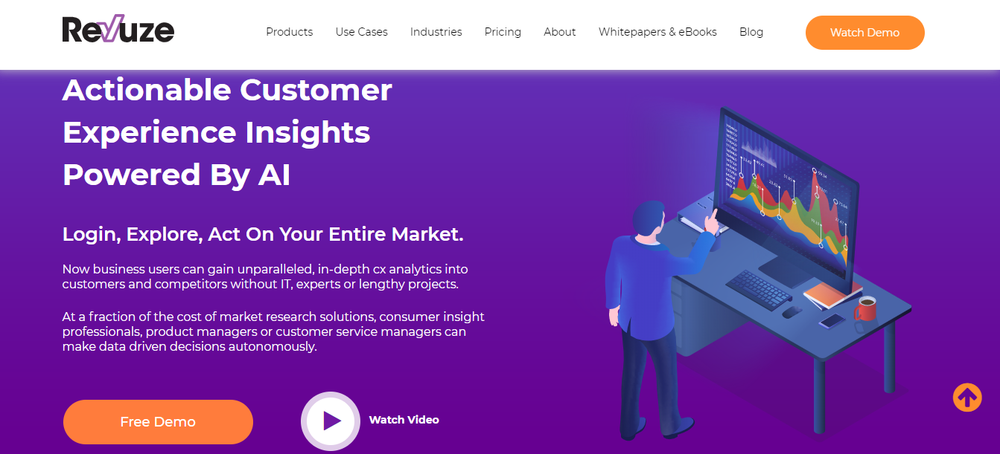 Revuze
Products
Use Cases
Industries
Pricing
About
Whitepapers & eBooks
Blog
Watch Demo
Actionable Customer
Experience Insights
Powered By AI
Login, Explore, Act On Your Entire Market.
Now business users can gain unparalleled, in-depth cx analytics into
customers and competitors without IT, experts or lengthy projects.
At a fraction of the cost of market research solutions, consumer insight
professionals, product managers or customer service managers can
make data driven decisions autonomously.
Free Demo
Watch Video